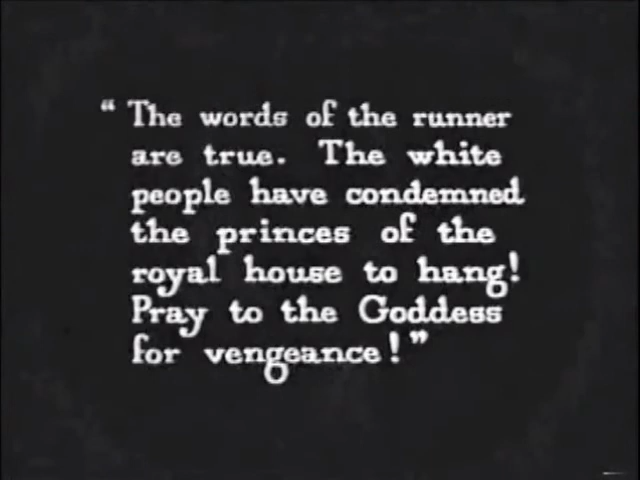 “The words of the runner
are true. The white
people have condemned
the princes of the
royal house to hang!
Pray to the Goddess
for vengeance!”